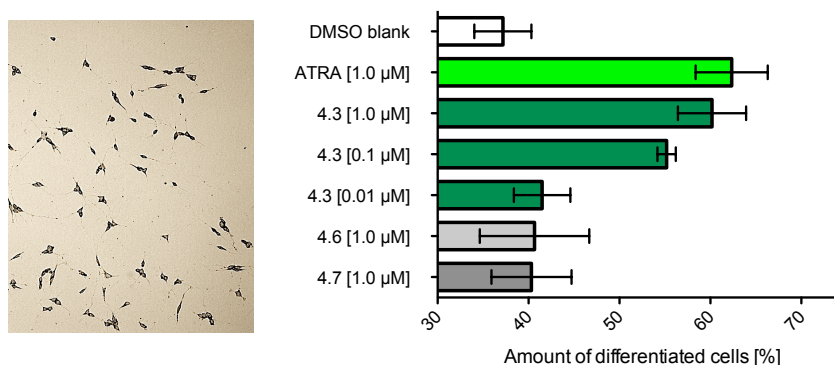 DMSO blank
ATRA [1.0 µM]
4.3 [1.0 µM]
4.3 [0.1 µM]
4.3 [0.01 µM]
4.6 [1.0 µM]
4.7 [1.0 µM]
30 40 50 60 70
Amount of differentiated cells [%]